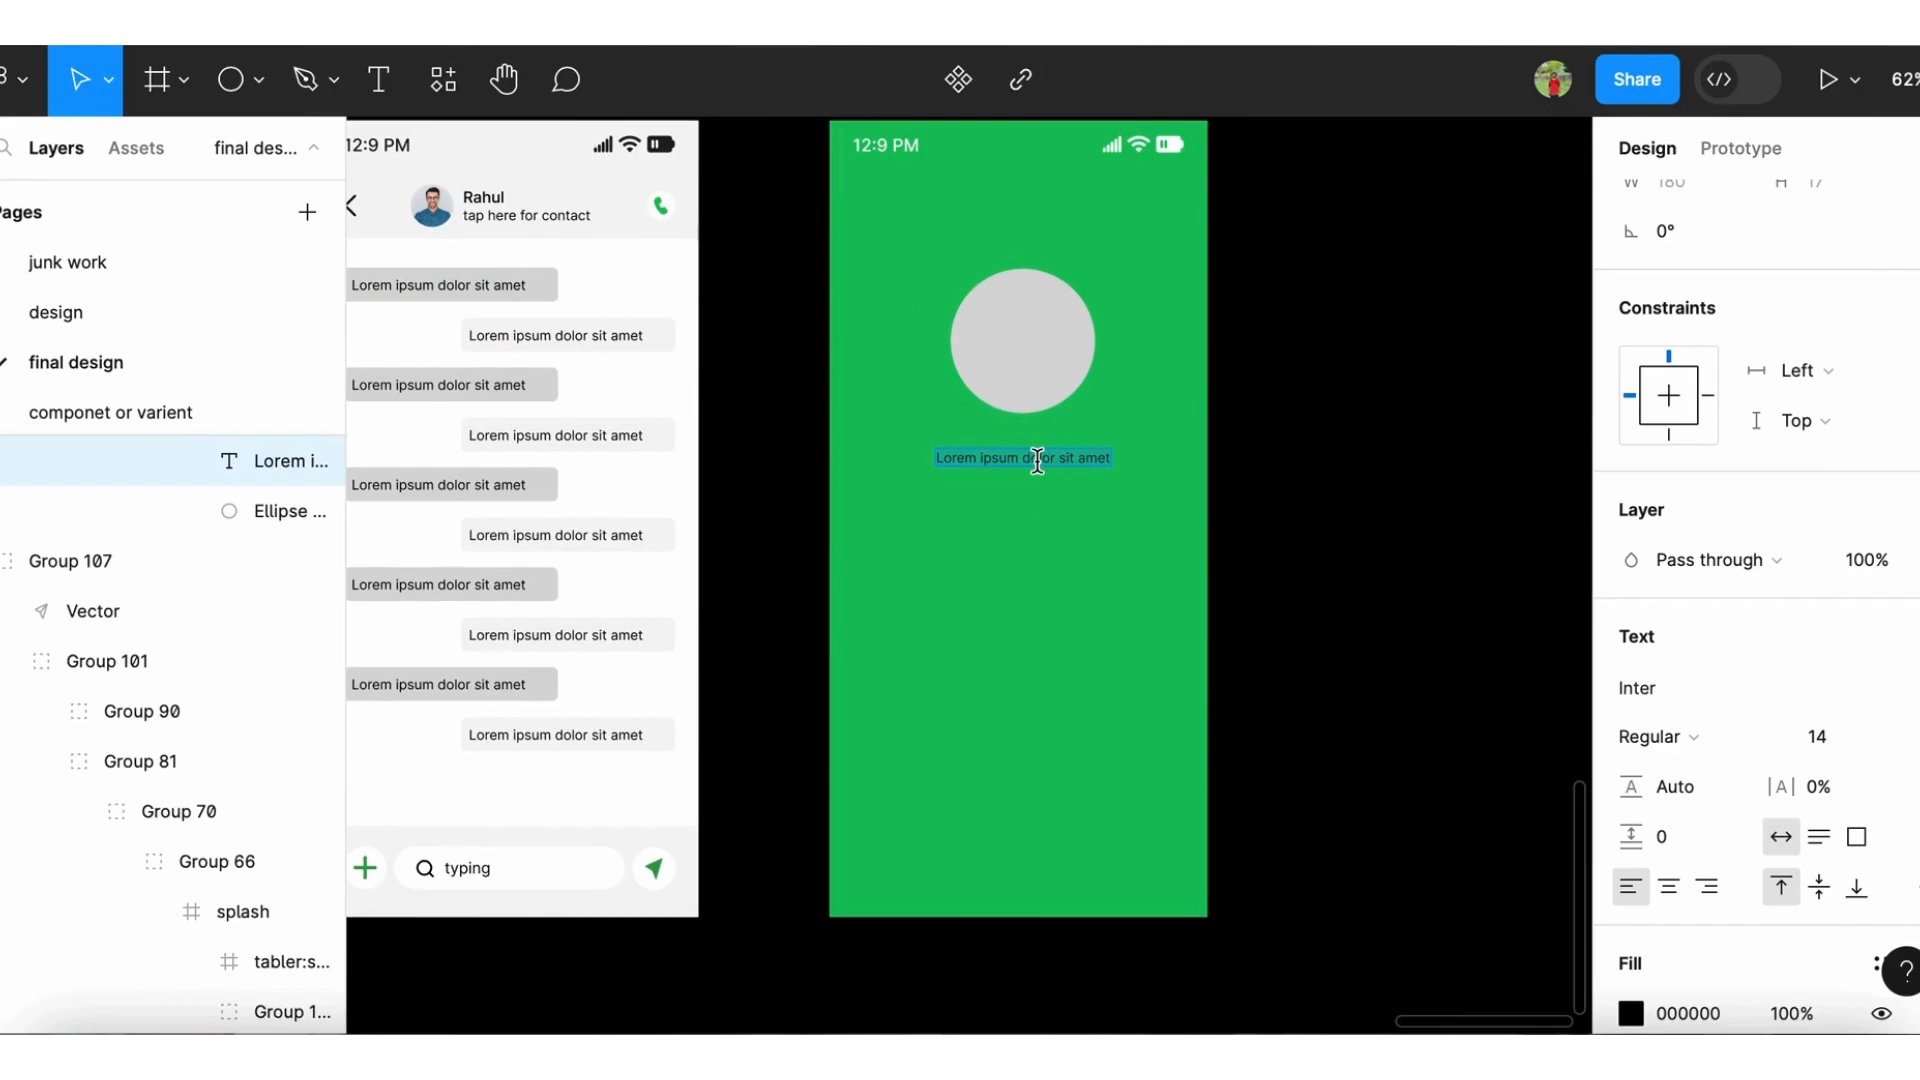 Share
62%
Layers
Assets
final des...
Pages
junk work
design
final design
componet or varient
Lorem i...
Ellipse ...
Group 107
Vector
Group 101
Group 90
Group 81
Group 70
Group 66
splash
tabler:s...
Group 1...
12:9 PM
Rahul
tap here for contact
Lorem ipsum dolor sit amet
Lorem ipsum dolor sit amet
Lorem ipsum dolor sit amet
Lorem ipsum dolor sit amet
Lorem ipsum dolor sit amet
Lorem ipsum dolor sit amet
Lorem ipsum dolor sit amet
Lorem ipsum dolor sit amet
Lorem ipsum dolor sit amet
Lorem ipsum dolor sit amet
typing
12:9 PM
Lorem ipsum dolor sit amet
Design
Prototype
W 180 H 17
0°
Constraints
Left
Top
Layer
Pass through
100%
Text
Inter
Regular
14
Auto
0%
0
Fill
000000
100%
?